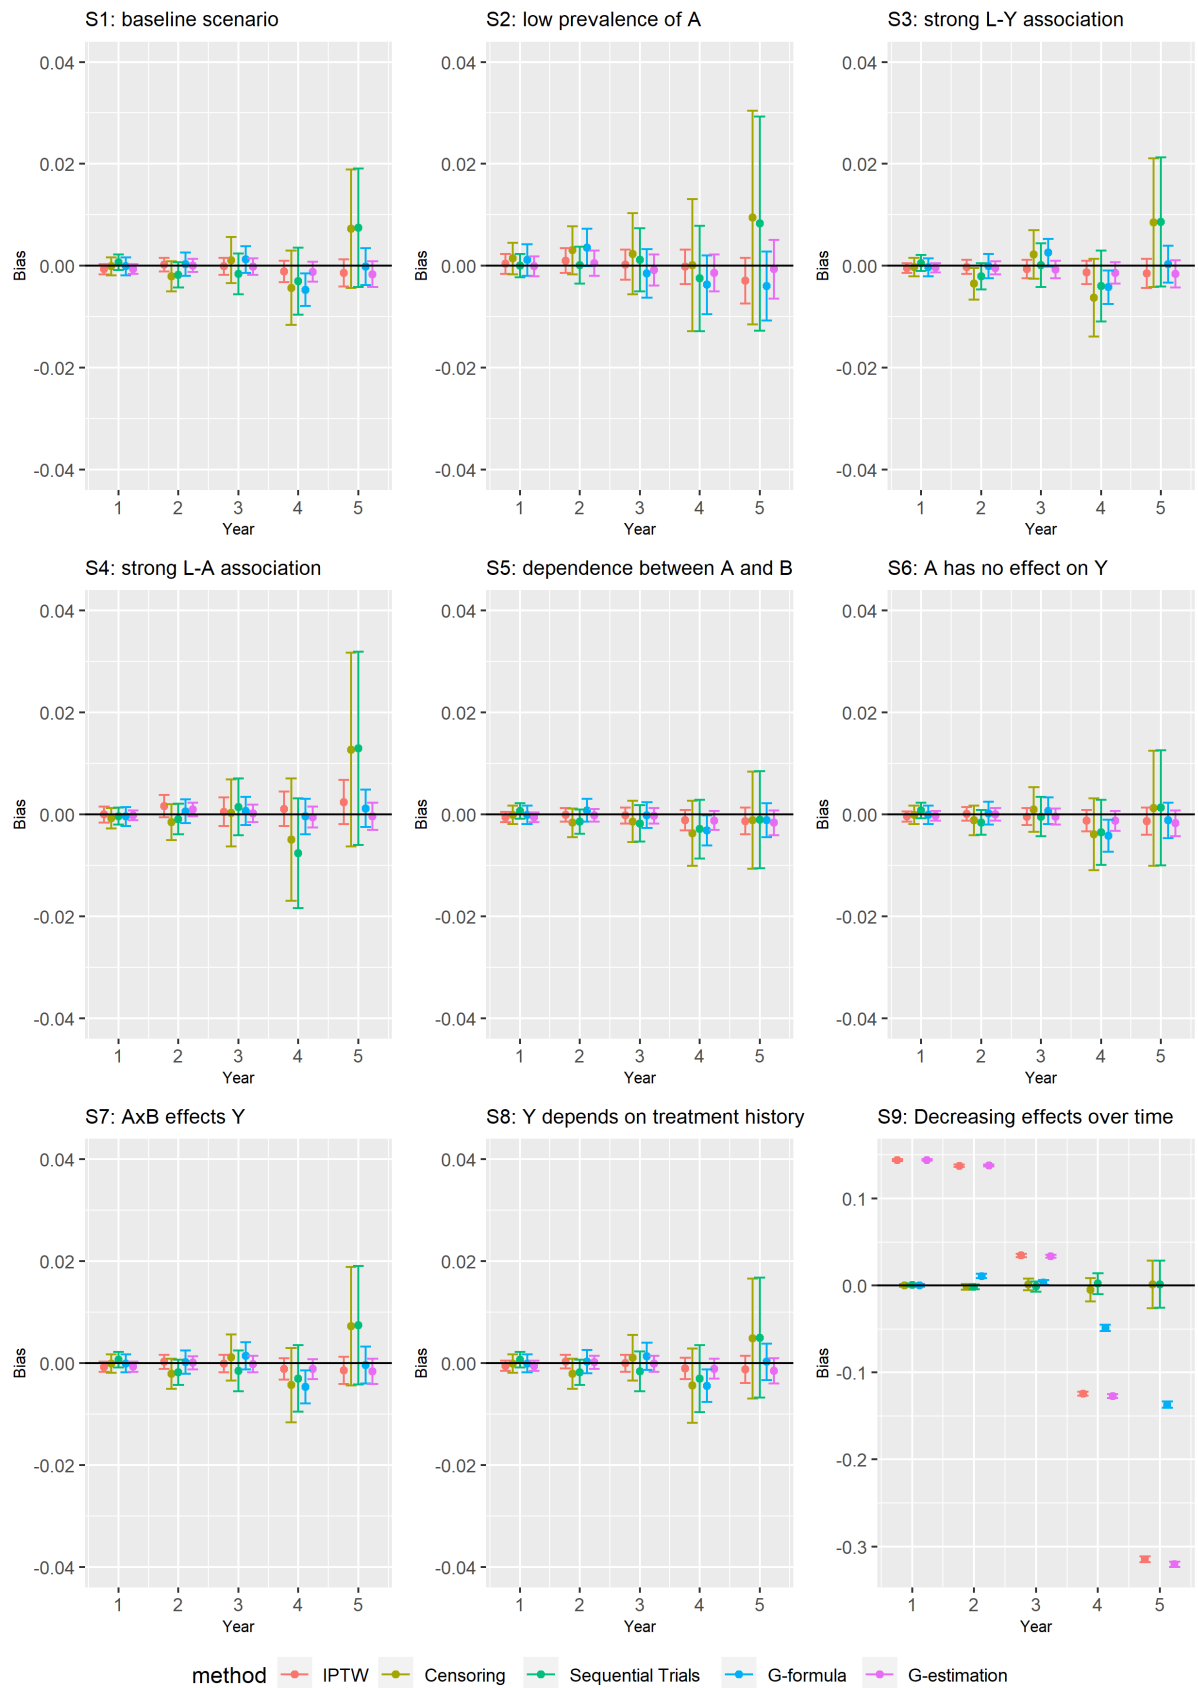 S1: baseline scenario
S2: low prevalence of A
S3: strong L-Y association
0.04
0.02
0.00
-0.02
-0.04
Bias
1 2 3 4 5
Year
0.04
0.02
0.00
-0.02
-0.04
Bias
1 2 3 4 5
Year
0.04
0.02
0.00
-0.02
-0.04
Bias
1 2 3 4 5
Year
S4: strong L-A association
S5: dependence between A and B
S6: A has no effect on Y
0.04
0.02
0.00
-0.02
-0.04
Bias
1 2 3 4 5
Year
0.04
0.02
0.00
-0.02
-0.04
Bias
1 2 3 4 5
Year
0.04
0.02
0.00
-0.02
-0.04
Bias
1 2 3 4 5
Year
S7: AxB effects Y
S8: Y depends on treatment history
S9: Decreasing effects over time
0.04
0.02
0.00
-0.02
-0.04
Bias
1 2 3 4 5
Year
0.04
0.02
0.00
-0.02
-0.04
Bias
1 2 3 4 5
Year
0.1
0.0
-0.1
-0.2
-0.3
Bias
1 2 3 4 5
Year
method IPTW Censoring Sequential Trials G-formula G-estimation